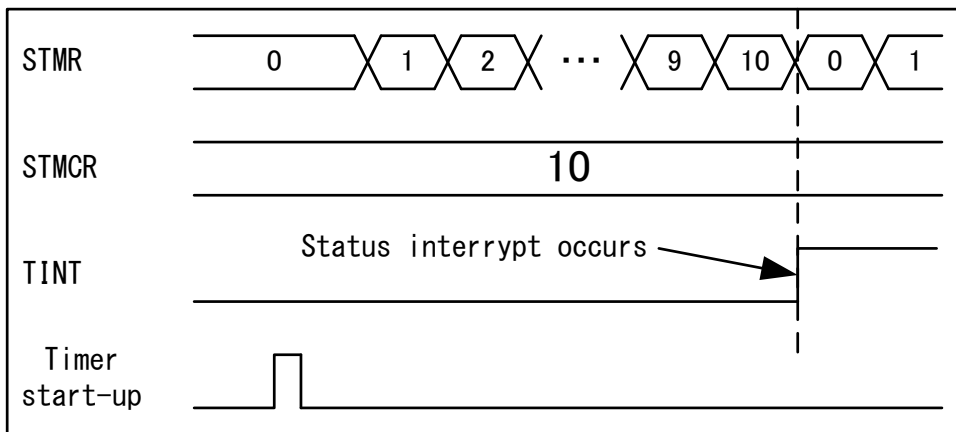 STMR 0 1 2 ··· 9 10 0 1
STMCR 10
Status interrypt occurs
TINT
Timer
start-up